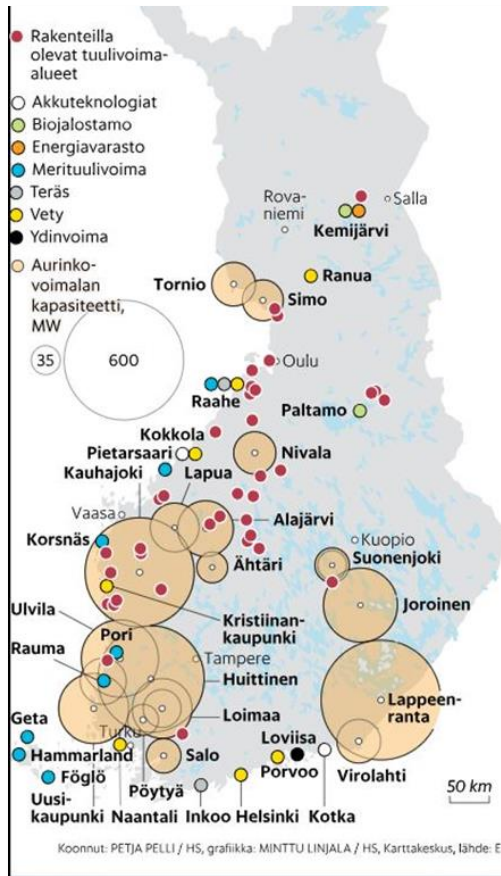 Rakenteilla
olevat tuulivoima-
alueet
Akkuteknologiat
Biojalostamo
Energiavarasto
Merituulivoima
Teräs
Vety
Ydinvoima
Aurinko-
voimalan
kapasiteetti,
MW
35
600
Rova-
niemi
Salla
Kemijärvi
Tornio
Ranua
Simo
Oulu
Raahe
Paltamo
Kokkola
Pietarsaari
Kauhajoki
Lapua
Nivala
Vaasa
Alajärvi
Korsnäs
Kuopio
Suonenjoki
Ähtäri
Joroinen
Kristiinan-
kaupunki
Ulvila
Pori
Rauma
Tampere
Huittinen
Lappeen-
ranta
Loimaa
Geta
Turku
Hammarland
Salo
Loviisa
Föglö
Porvoo
Virolahti
Pöytyä
Uusi-
kaupunki
Naantali
Inkoo
Helsinki
Kotka
50 km
Koonnut: PETJA PELLI / HS, grafiikka: MINTTU LINJALA / HS, Karttakeskus, lähde: E